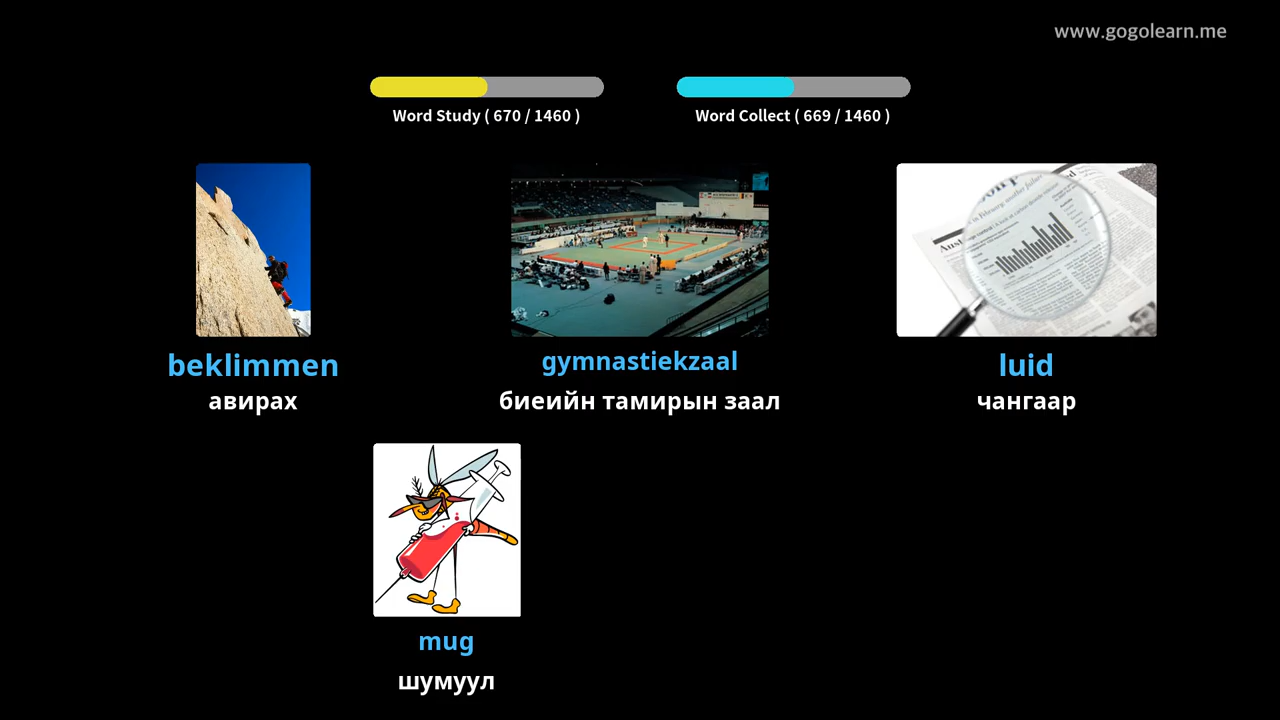 www.gogolearn.me
Word Study ( 670 / 1460 )
Word Collect ( 669 / 1460 )
beklimmen
авирах
gymnastiekzaal
биеийн тамирын заал
luid
чангаар
mug
шумуул